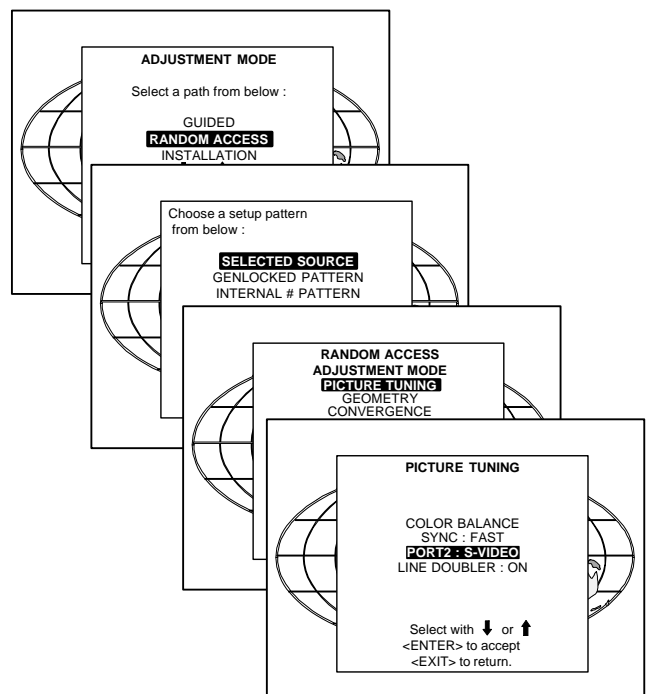 ADJUSTMENT MODE
Select a path from below :
GUIDED
RANDOM ACCESS
INSTALLATION
Choose a setup pattern
from below :
SELECTED SOURCE
GENLOCKED PATTERN
INTERNAL # PATTERN
RANDOM ACCESS
ADJUSTMENT MODE
PICTURE TUNING
GEOMETRY
CONVERGENCE
PICTURE TUNING
COLOR BALANCE
SYNC : FAST
PORT2 : S-VIDEO
LINE DOUBLER : ON
Select with ⬇ or ⬆
<ENTER> to accept
<EXIT> to return.